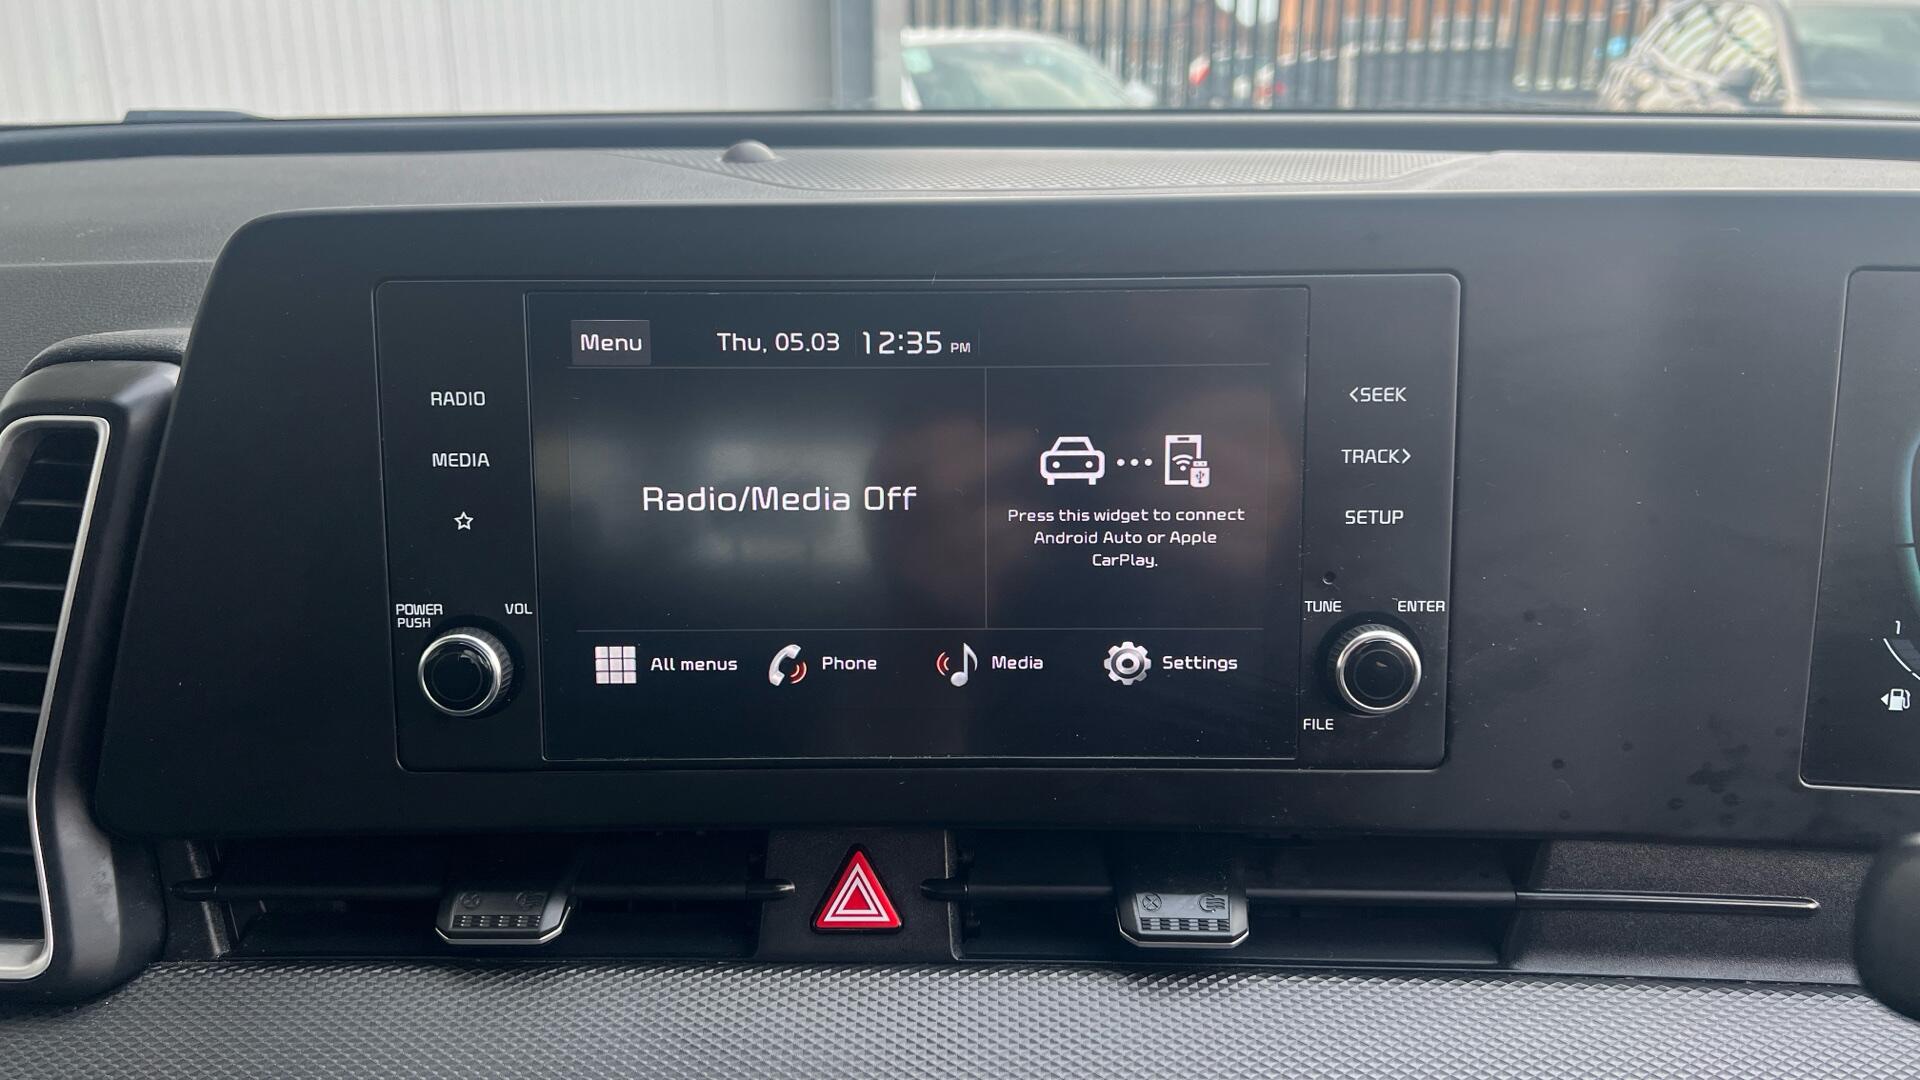 Menu
Thu, 05.03
12:35 PM
RADIO
MEDIA
POWER
PUSH
VOL
Radio/Media Off
Press this widget to connect
Android Auto or Apple
CarPlay.
All menus
Phone
Media
Settings
<SEEK
TRACK>
SETUP
TUNE
ENTER
FILE
1